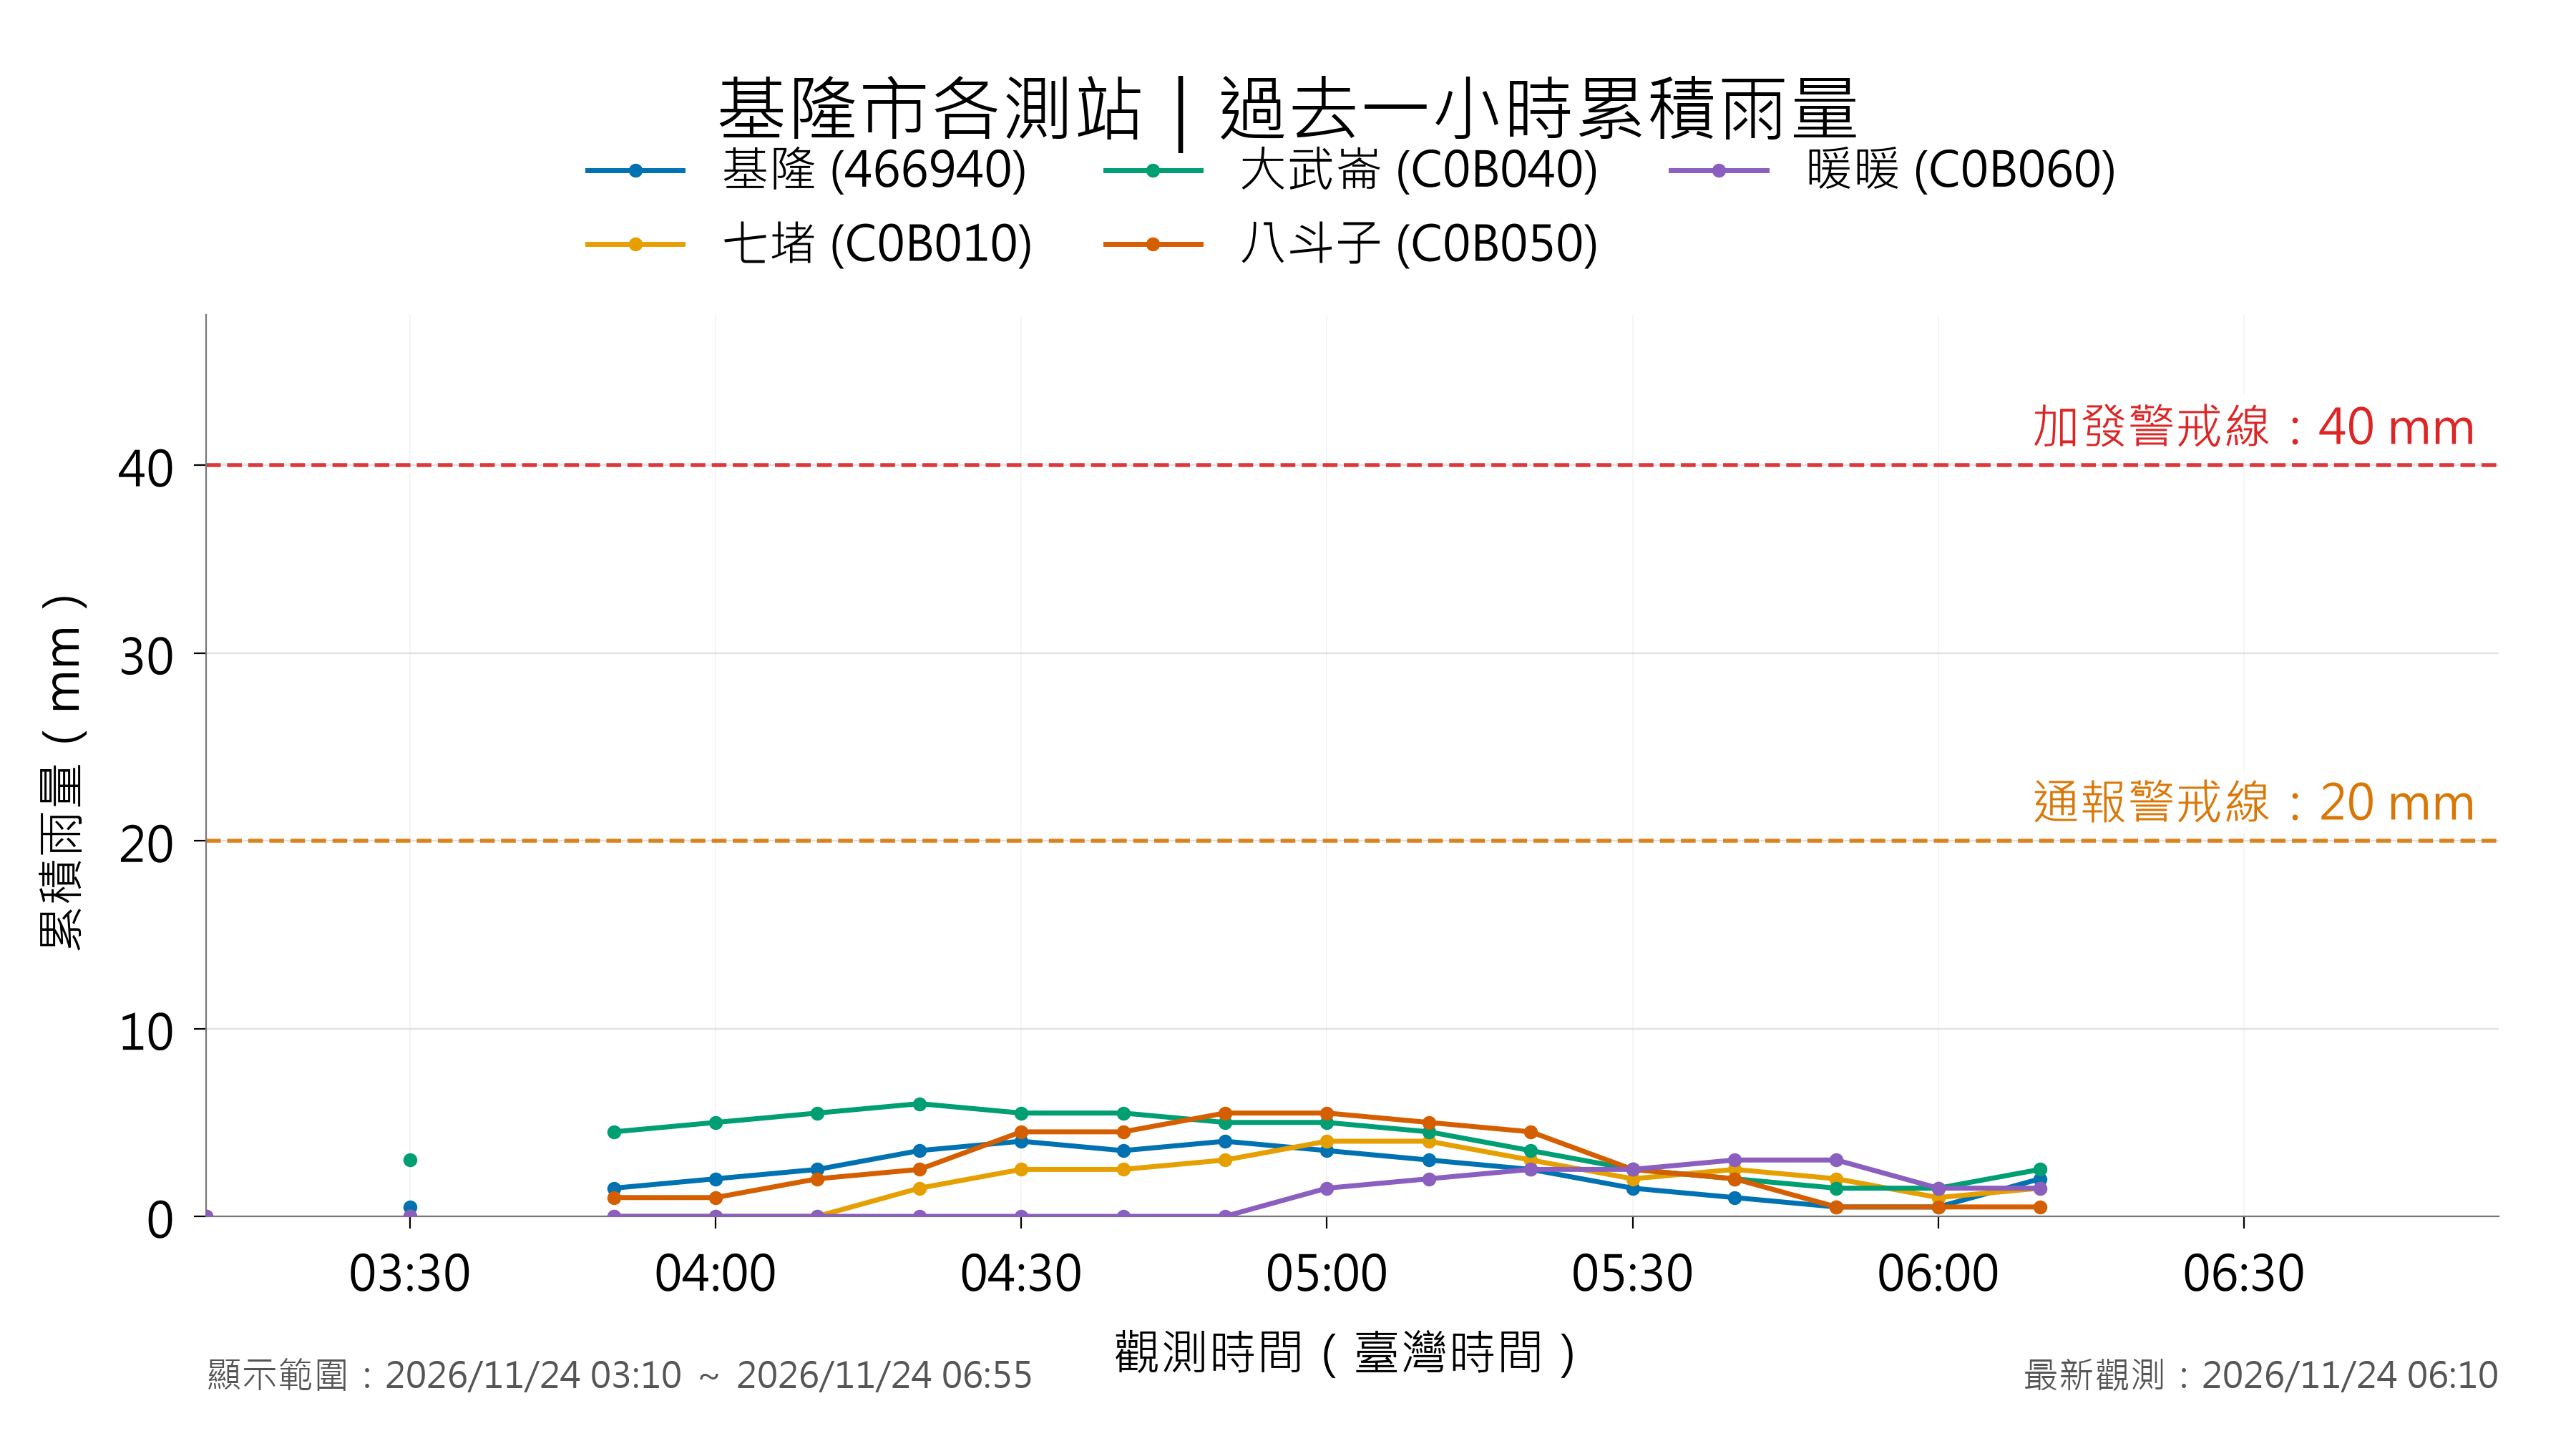 基隆市各測站｜過去一小時累積雨量
基隆 (466940)
大武崙 (C0B040)
暖暖 (C0B060)
七堵 (C0B010)
八斗子 (C0B050)
累積雨量（mm）
40
30
20
10
0
加發警戒線：40 mm
通報警戒線：20 mm
03:30 04:00 04:30 05:00 05:30 06:00 06:30
觀測時間（臺灣時間）
顯示範圍：2026/11/24 03:10 ~ 2026/11/24 06:55
最新觀測：2026/11/24 06:10